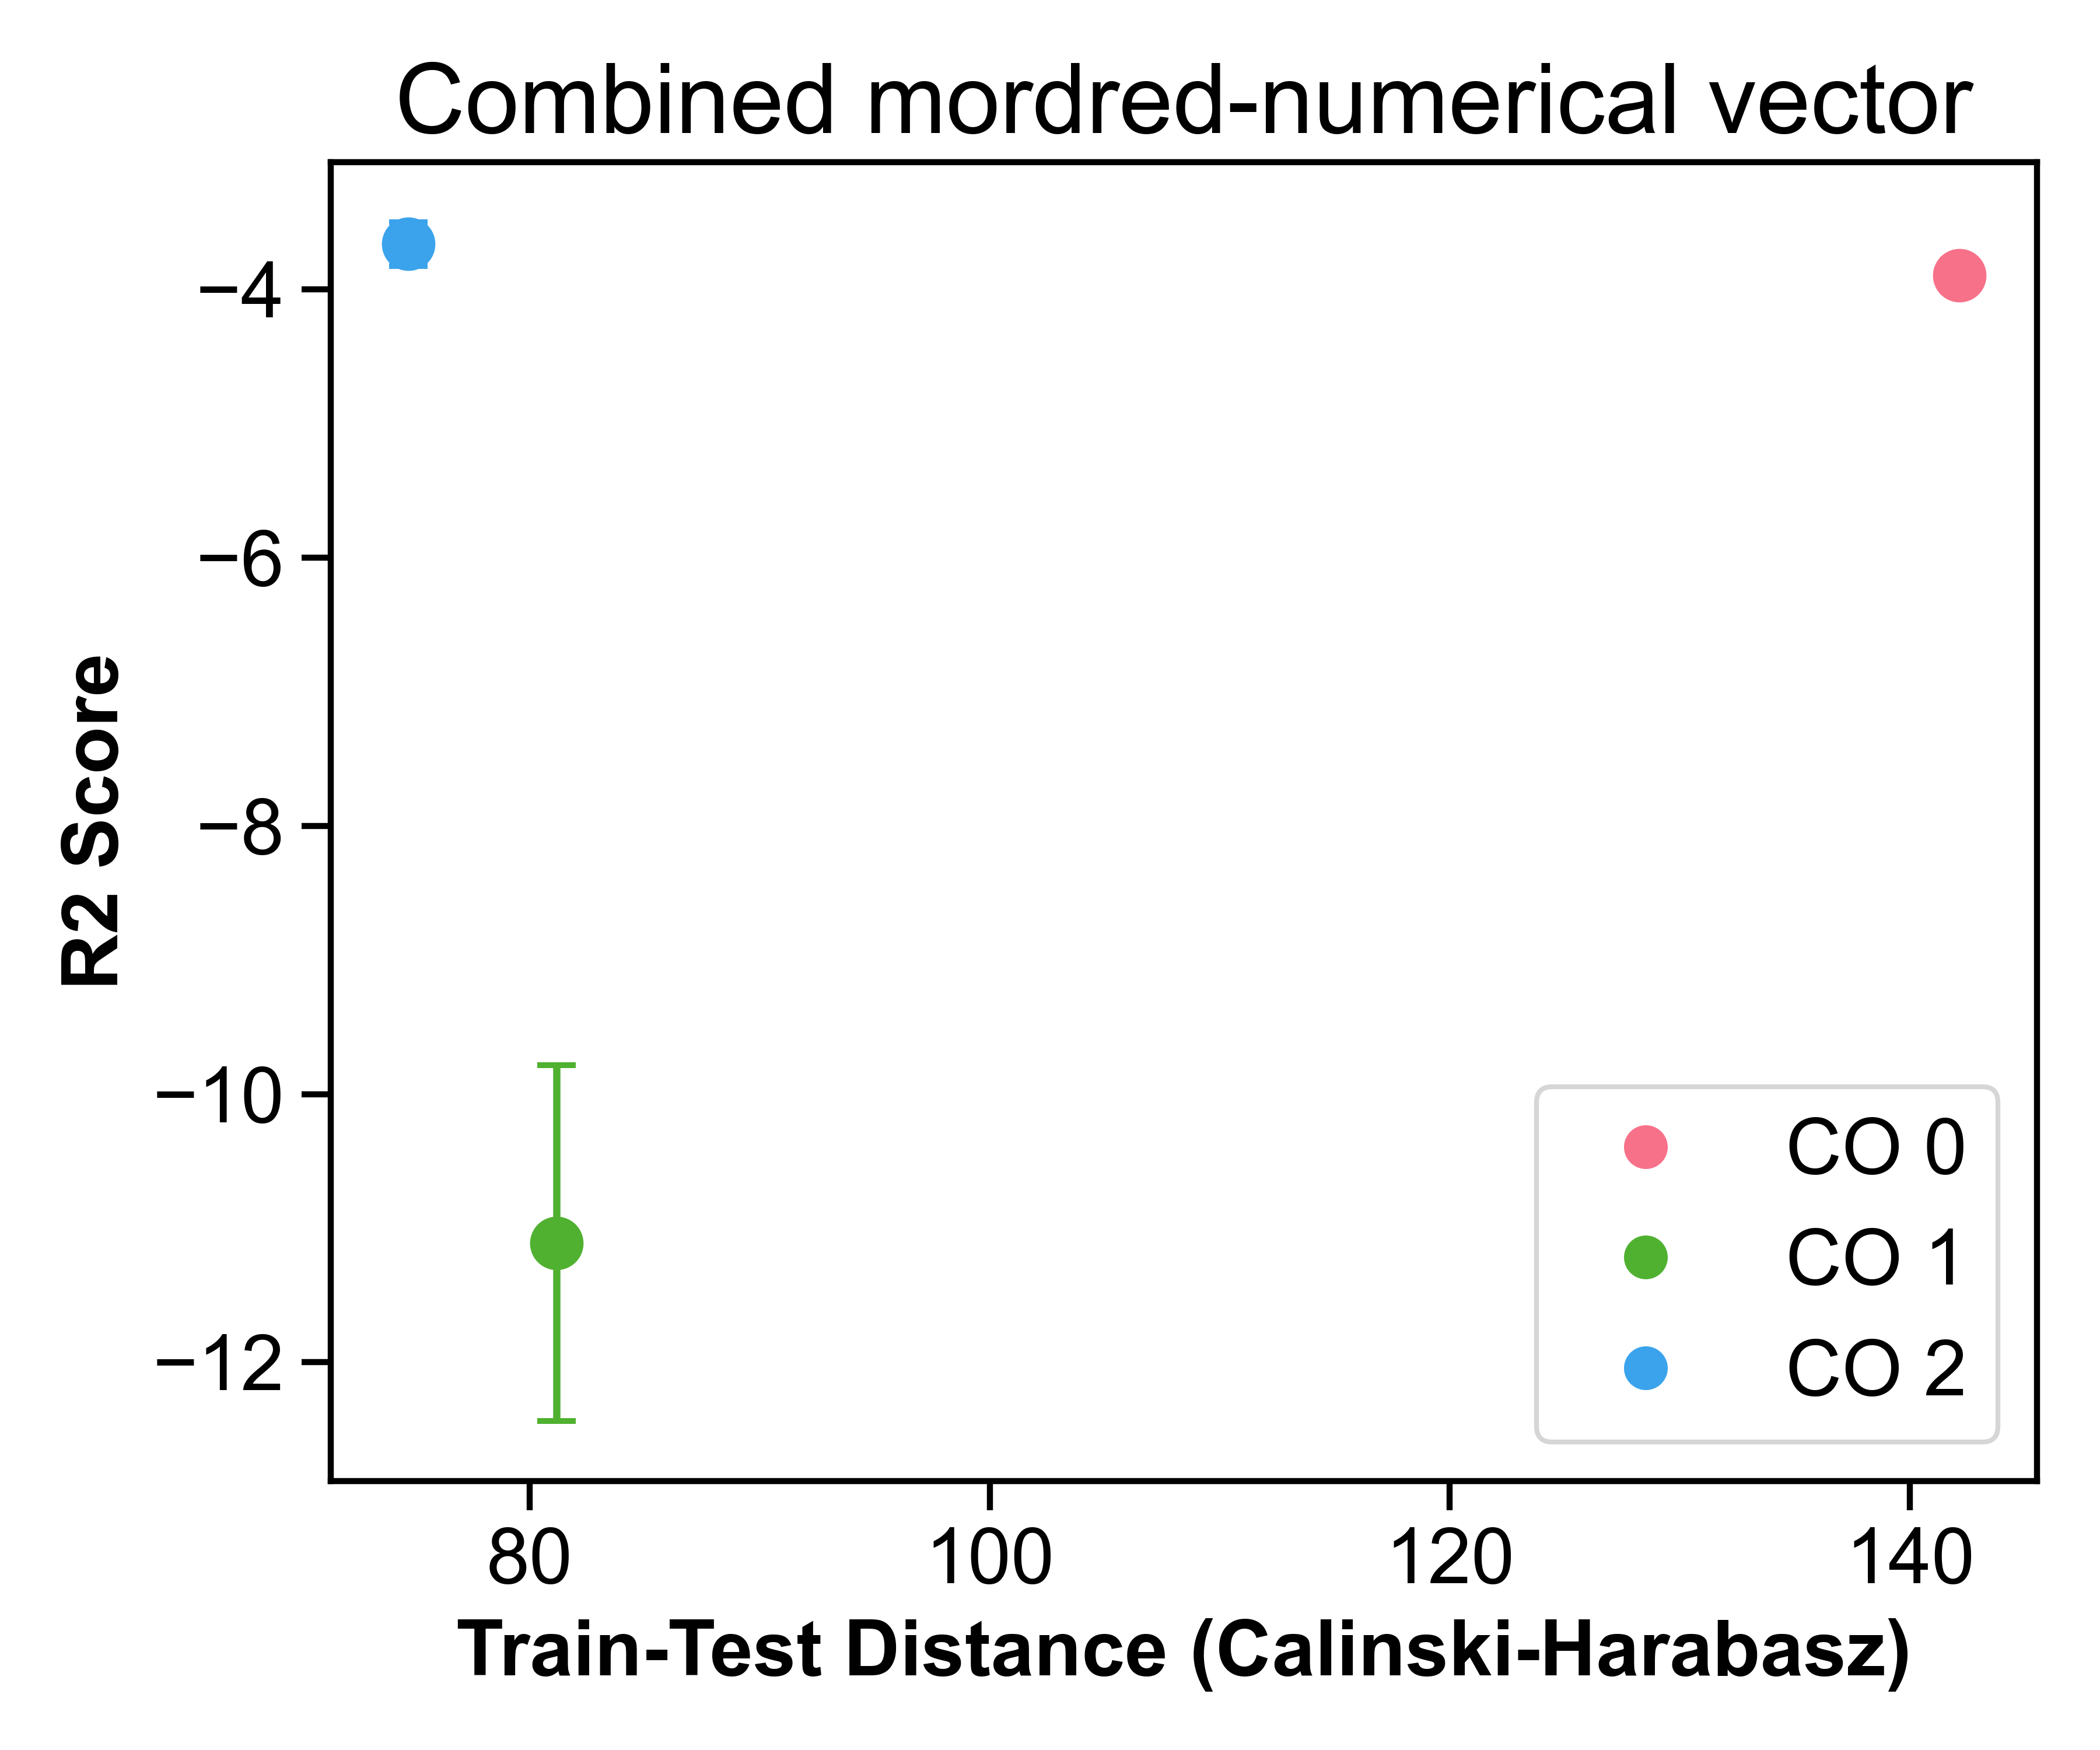 Combined mordred-numerical vector
R2 Score
−4
−6
−8
−10
−12
CO 0
CO 1
CO 2
80 100 120 140
Train-Test Distance (Calinski-Harabasz)